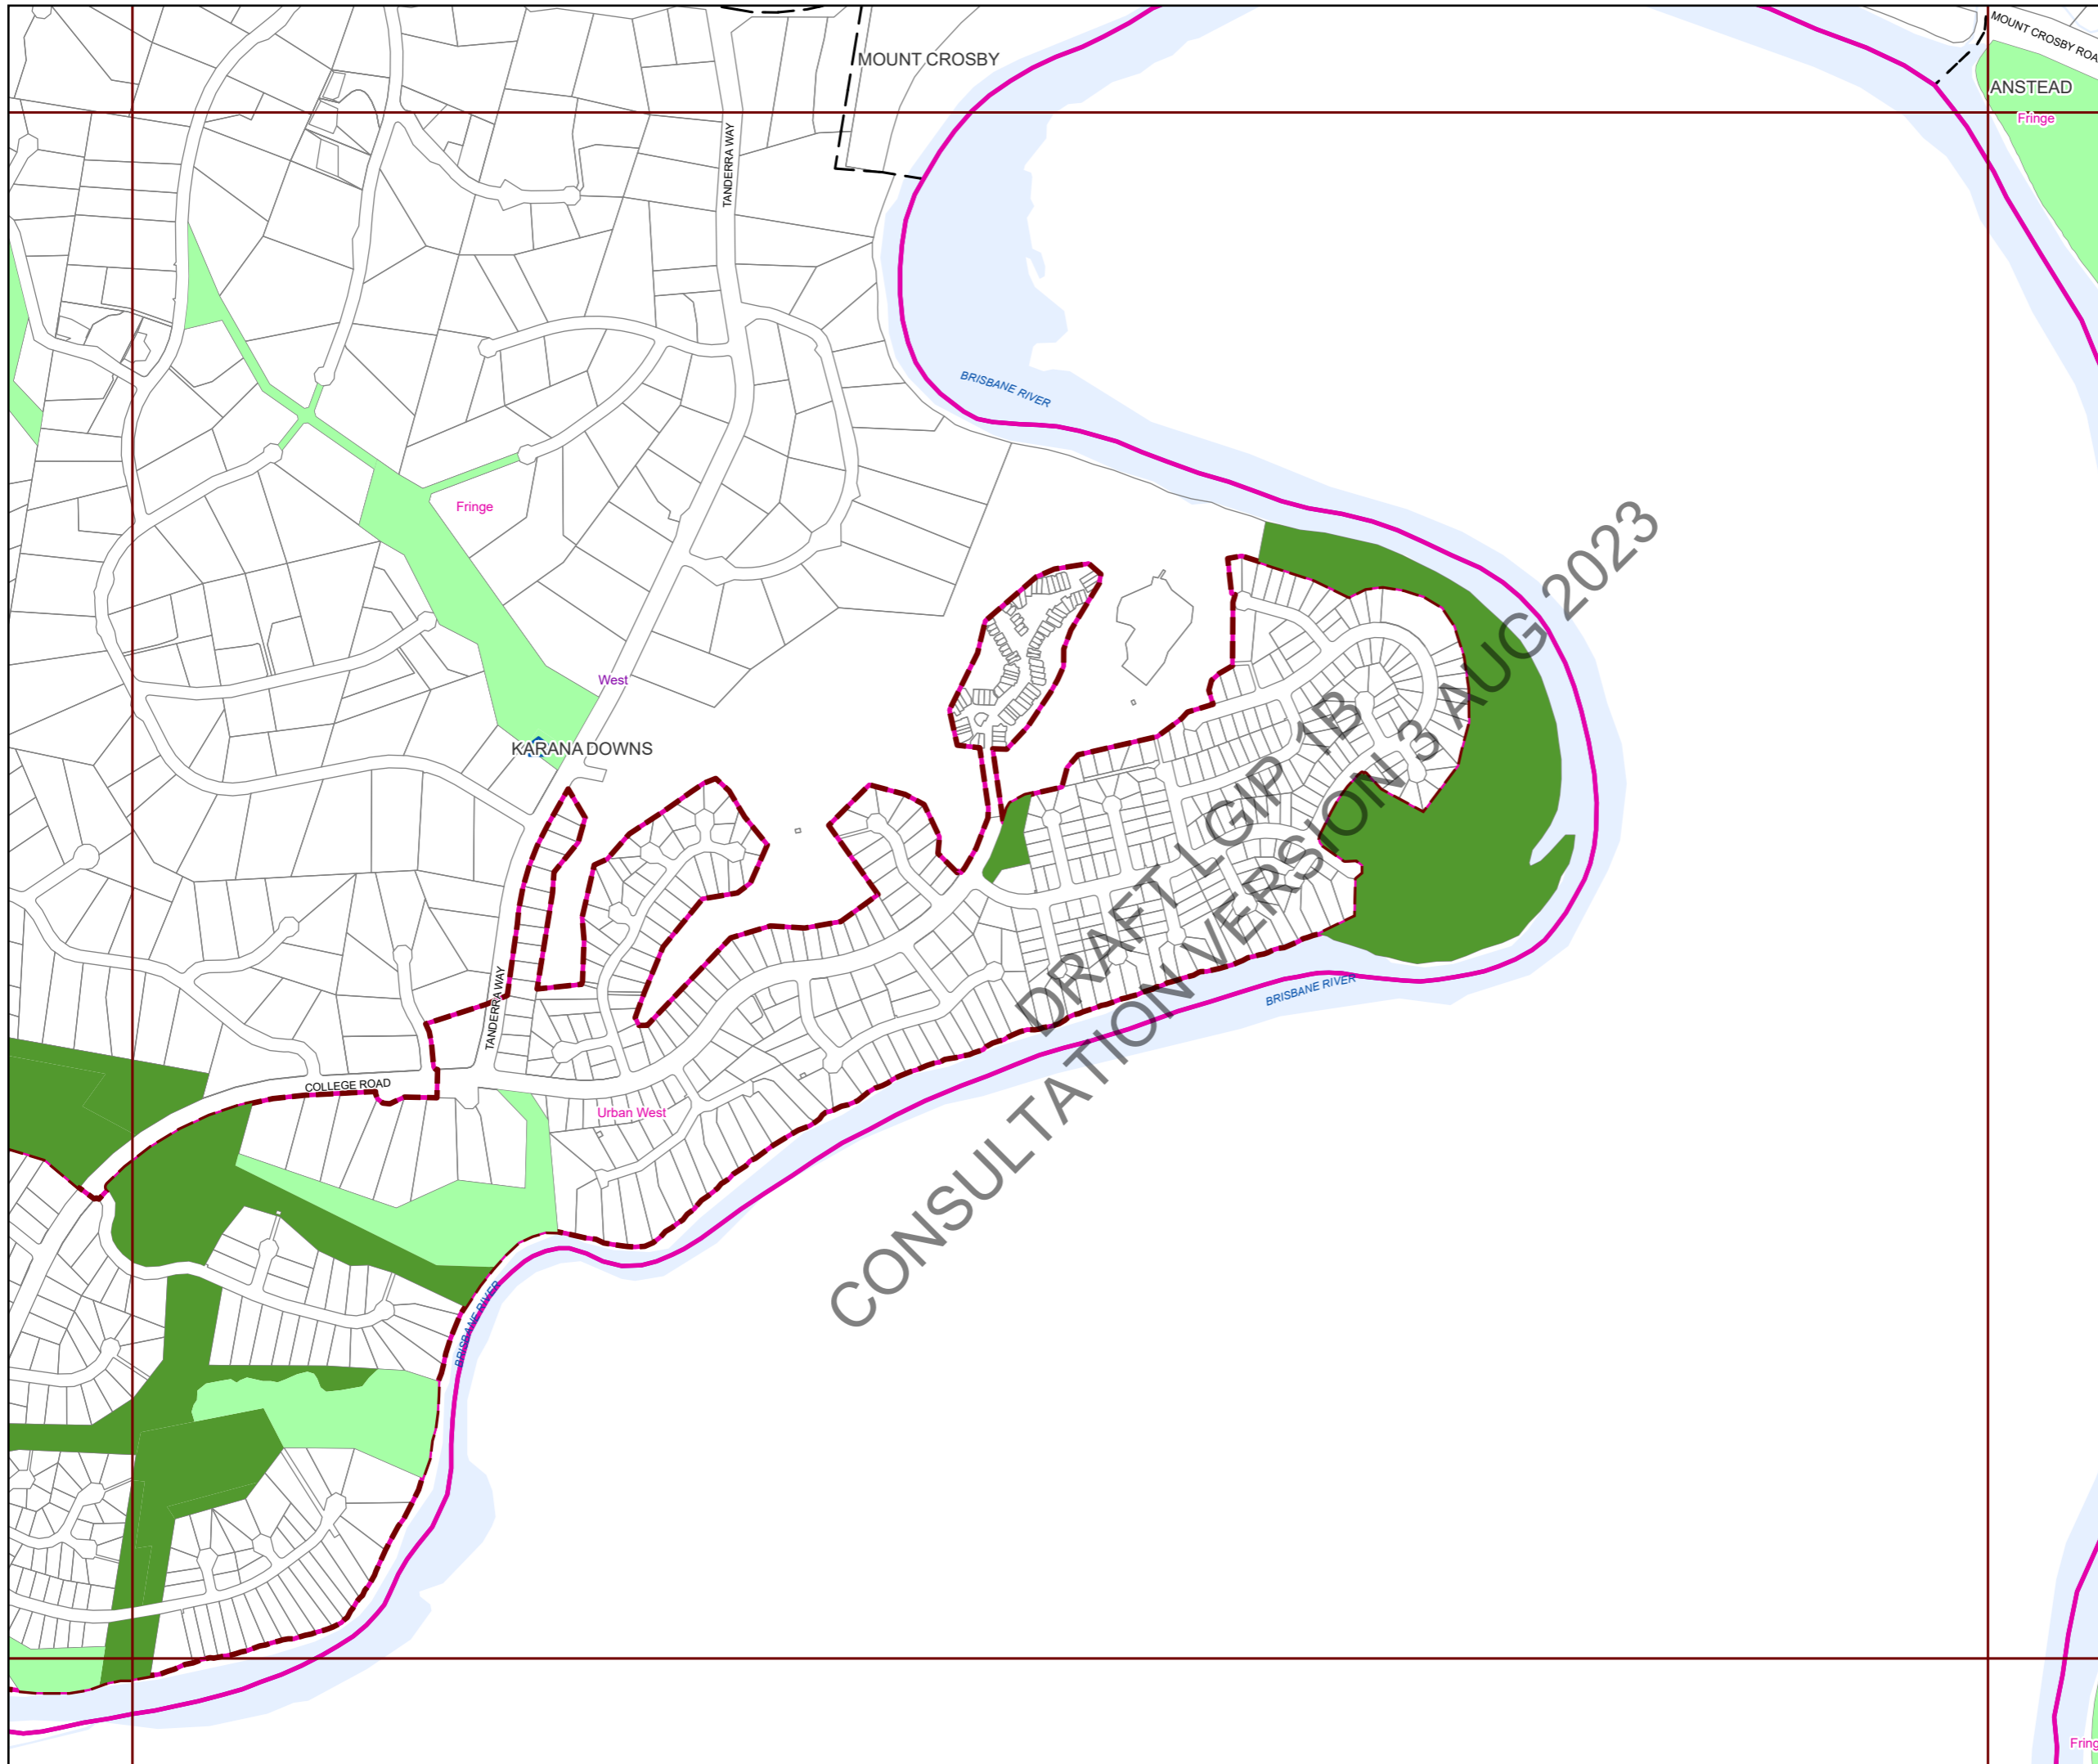 MOUNT CROSBY ROA
MOUNT CROSBY
ANSTEAD
Fringe
TANDERRA WAY
BRISBANE RIVER
Fringe
West
KARANA DOWNS
DRAFT LGIP 1B
CONSULTATION VERSION 3 AUG 2023
BRISBANE RIVER
TANDERRA WAY
COLLEGE ROAD
Urban West
BRISBANE RIVER
Fring